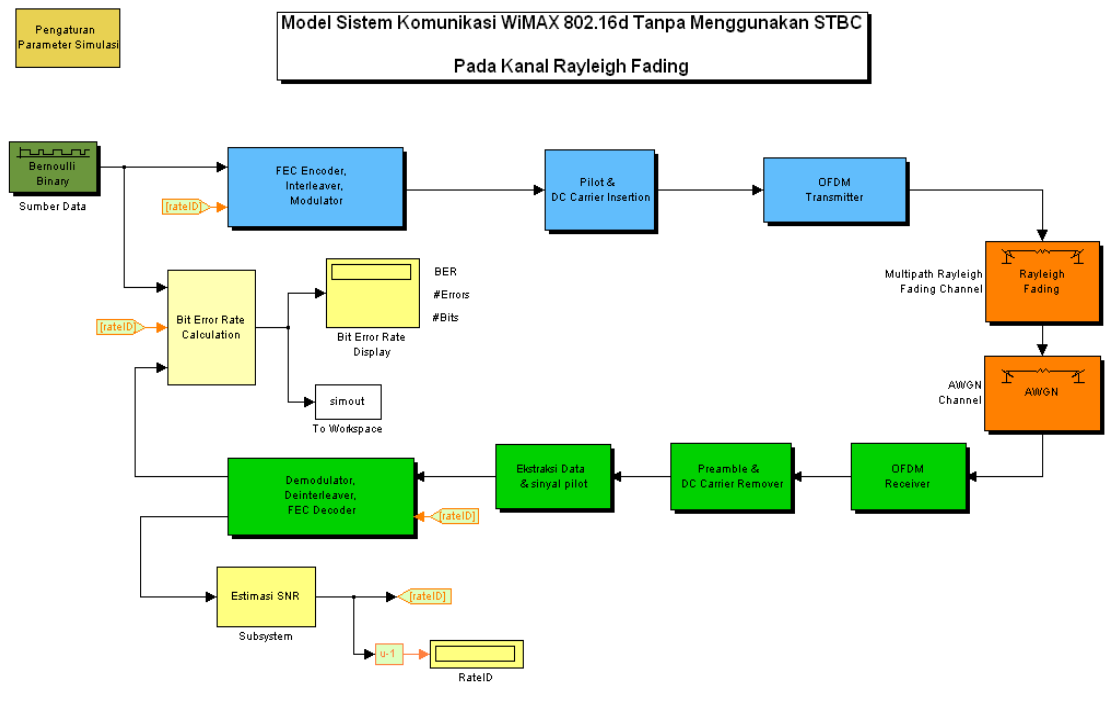 Pengaturan
Parameter Simulasi
Model Sistem Komunikasi WiMAX 802.16d Tanpa Menggunakan STBC
Pada Kanal Rayleigh Fading
Bernoulli
Binary
Sumber Data
FEC Encoder,
Interleaver,
Modulator
[rateID]
Pilot &
DC Carrier Insertion
OFDM
Transmitter
Multipath Rayleigh
Fading Channel
Rayleigh
Fading
[rateID]
Bit Error Rate
Calculation
BER
#Errors
#Bits
Bit Error Rate
Display
simout
To Workspace
AWGN
Channel
AWGN
Demodulator,
Deinterleaver,
FEC Decoder
[rateID]
Ekstraksi Data
& sinyal pilot
Preamble &
DC Carrier Remover
OFDM
Receiver
Estimasi SNR
Subsystem
[rateID]
u-1
RateID